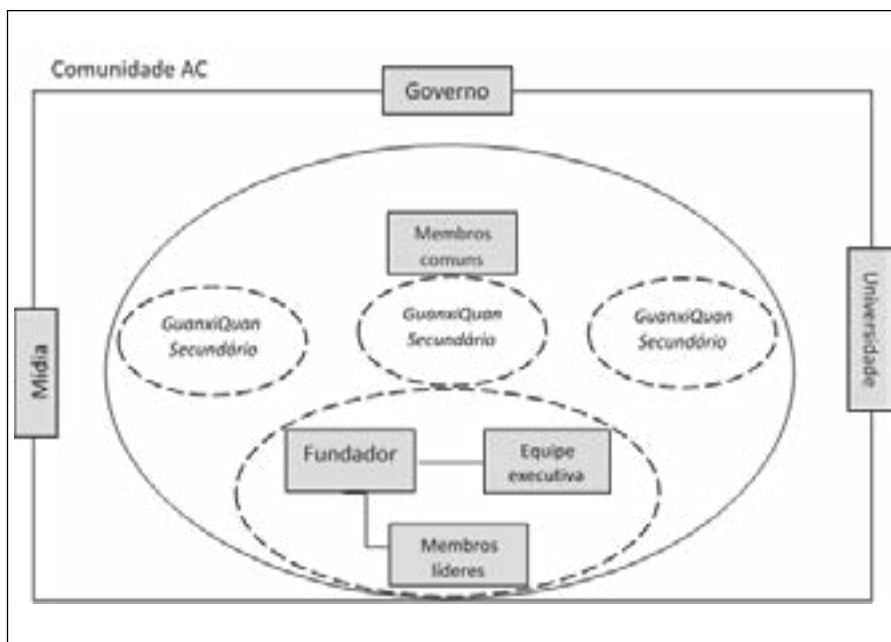 Comunidade AC
Governo
Membros
comuns
GuanxiQuan
Secundário
GuanxiQuan
Secundário
GuanxiQuan
Secundário
Mídia
Universidade
Fundador
Equipe
executiva
Membros
líderes